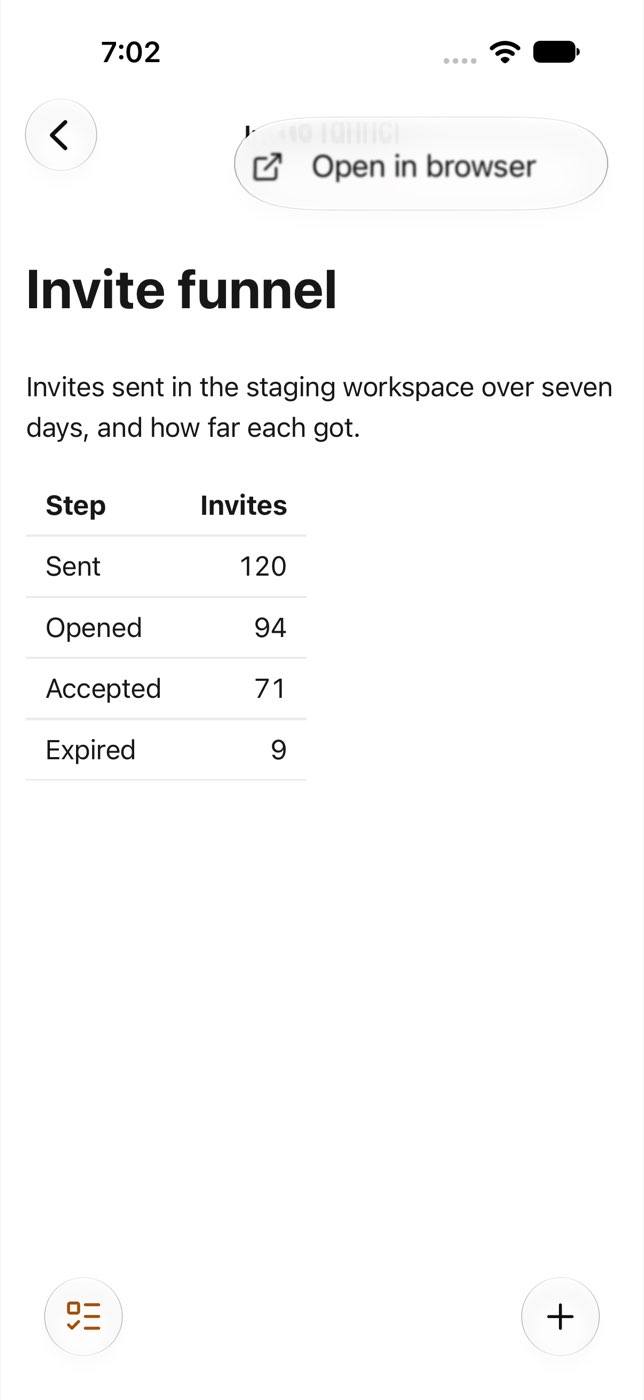 7:02
Open in browser
Invite funnel
Invites sent in the staging workspace over seven
days, and how far each got.
Step Invites
Sent 120
Opened 94
Accepted 71
Expired 9